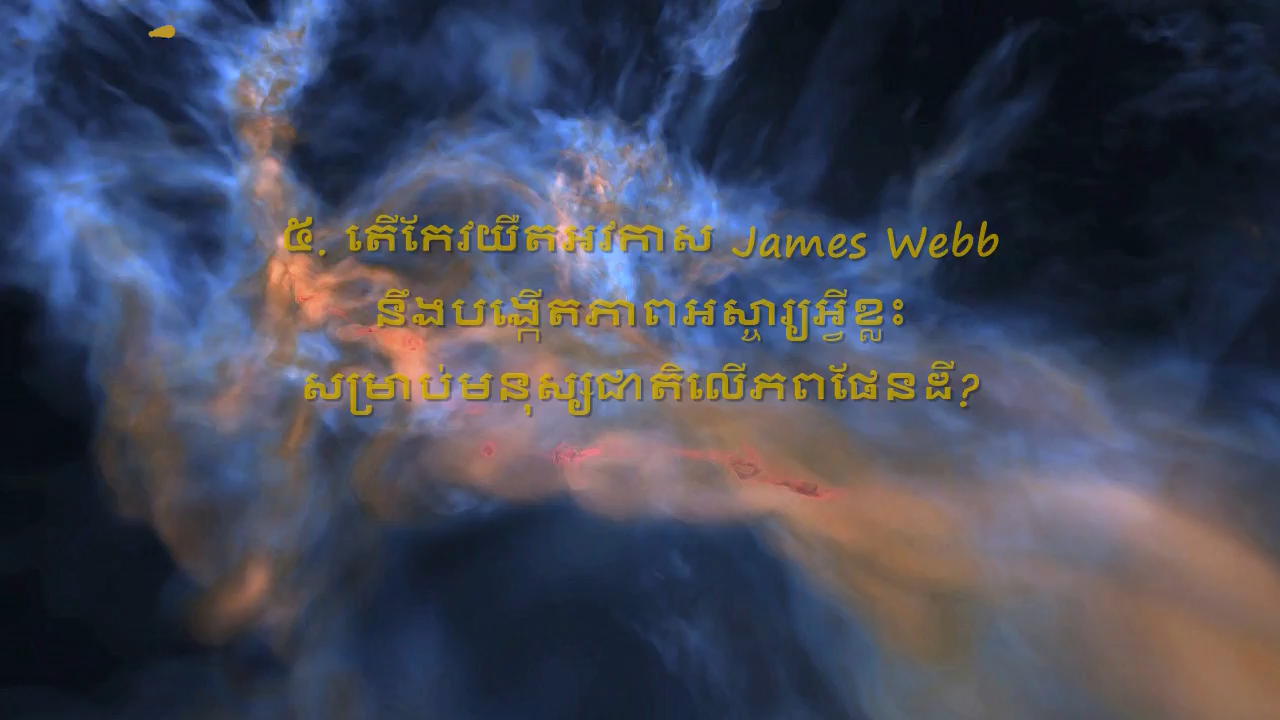 ៥. តើកែវយឺតអវកាស James Webb
នឹងបង្កើតភាពអស្ចារ្យអ្វីខ្លះ
សម្រាប់មនុស្សជាតិលើភពផែនដី?